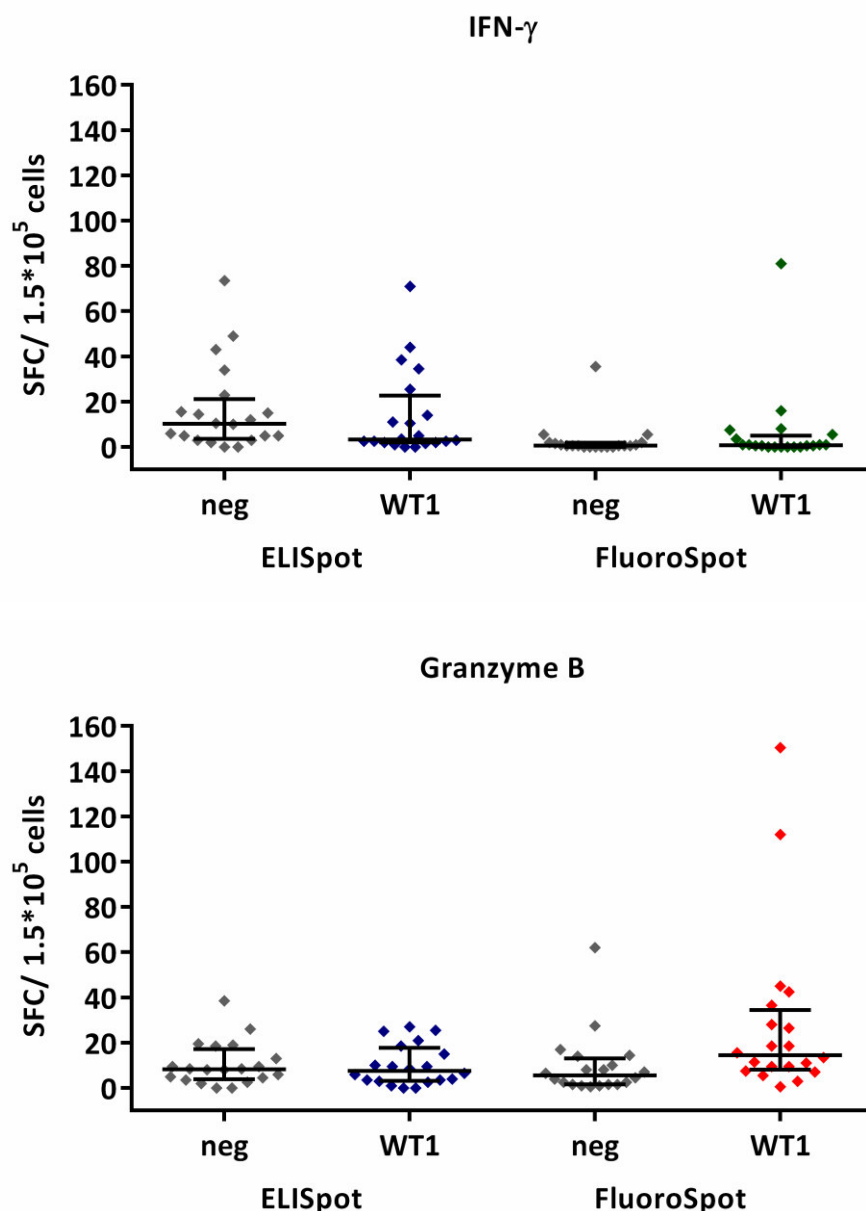 IFN-γ
160
140
120
100
80
60
40
20
0
SFC/ 1.5*10⁵ cells
neg WT1 neg WT1
ELISpot FluoroSpot
Granzyme B
160
140
120
100
80
60
40
20
0
SFC/ 1.5*10⁵ cells
neg WT1 neg WT1
ELISpot FluoroSpot